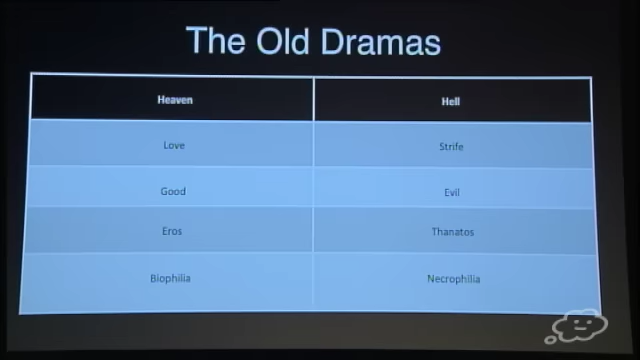 The Old Dramas
Heaven Hell
Love Strife
Good Evil
Eros Thanatos
Biophilia Necrophilia